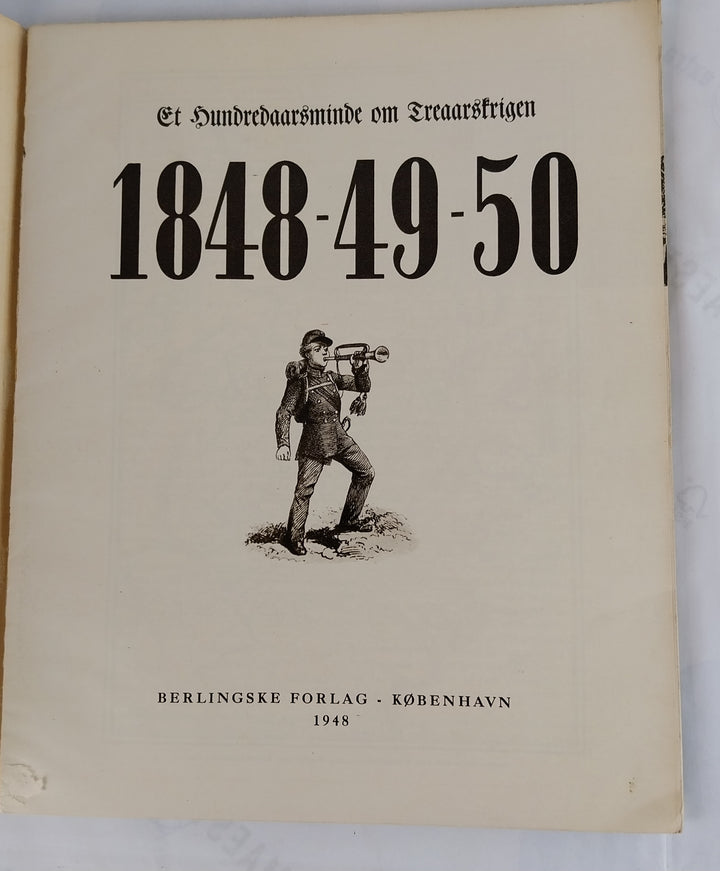 Et Hundredaarsminde om Treaarskrigen
1848-49-50
BERLINGSKE FORLAG - KØBENHAVN
1948